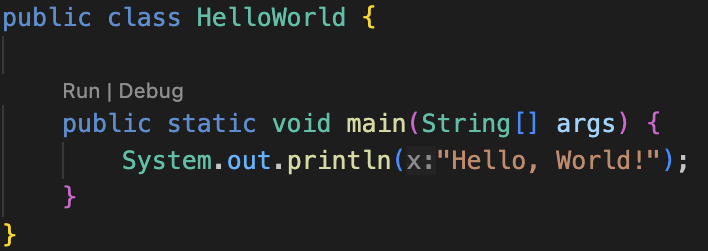 public class HelloWorld {
Run | Debug
public static void main(String[] args) {
System.out.println(x:"Hello, World!");
}
}